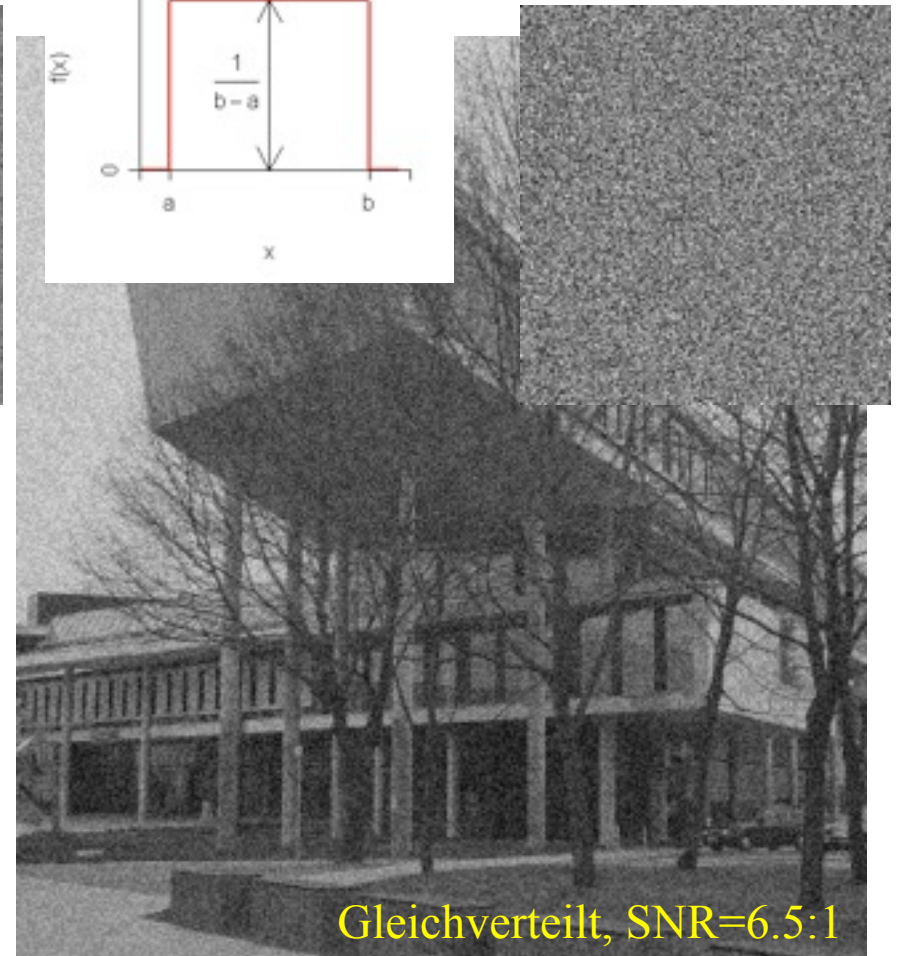 f(x)
1
b – a
0
a b
x
Gleichverteilt, SNR=6.5:1